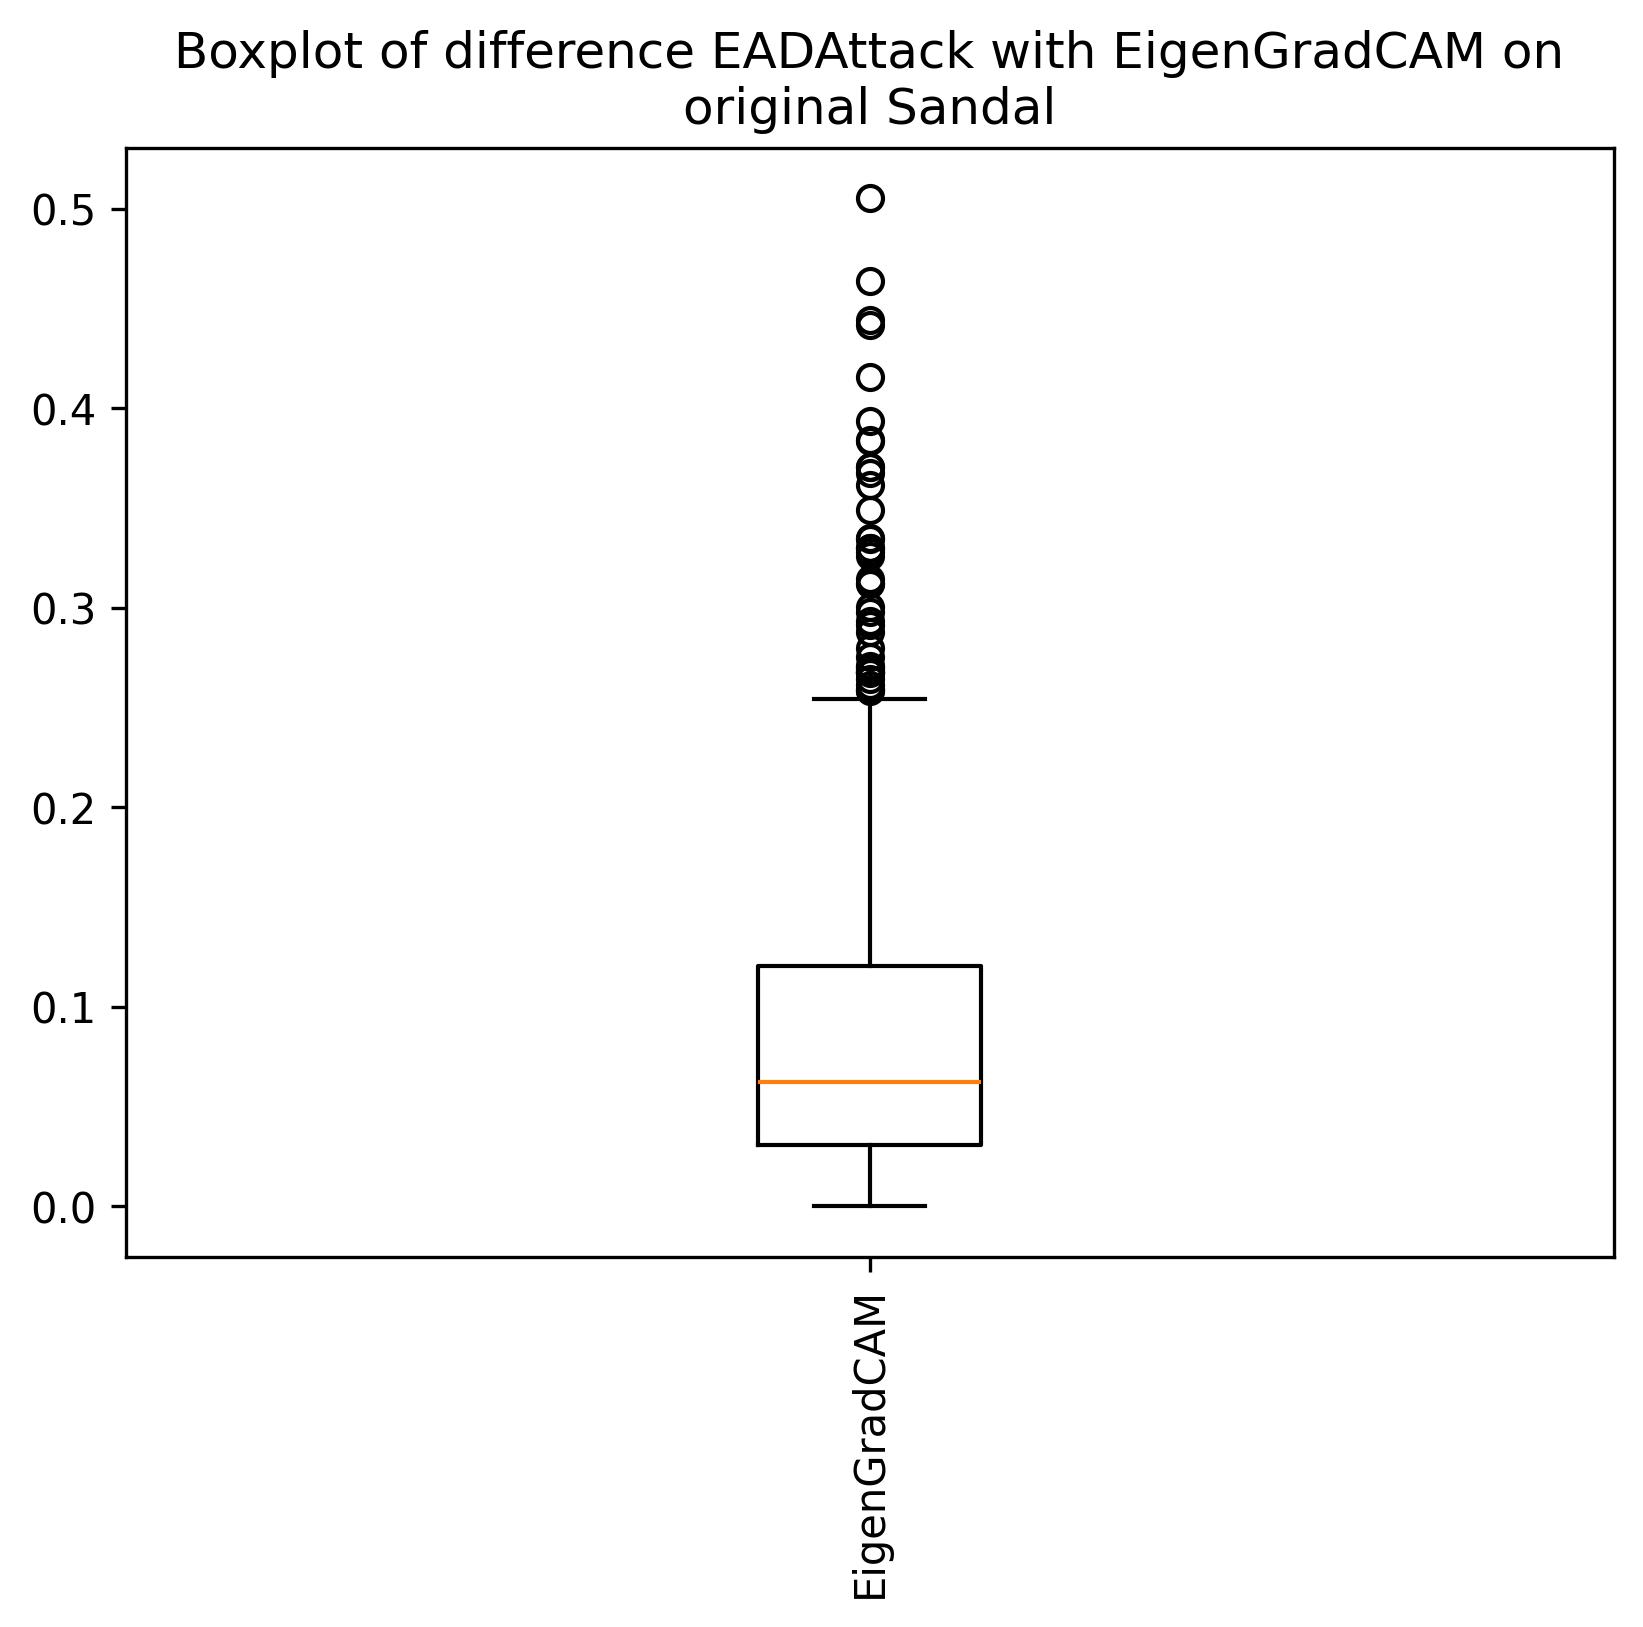 Boxplot of difference EADAttack with EigenGradCAM on
original Sandal
0.5
0.4
0.3
0.2
0.1
0.0
EigenGradCAM